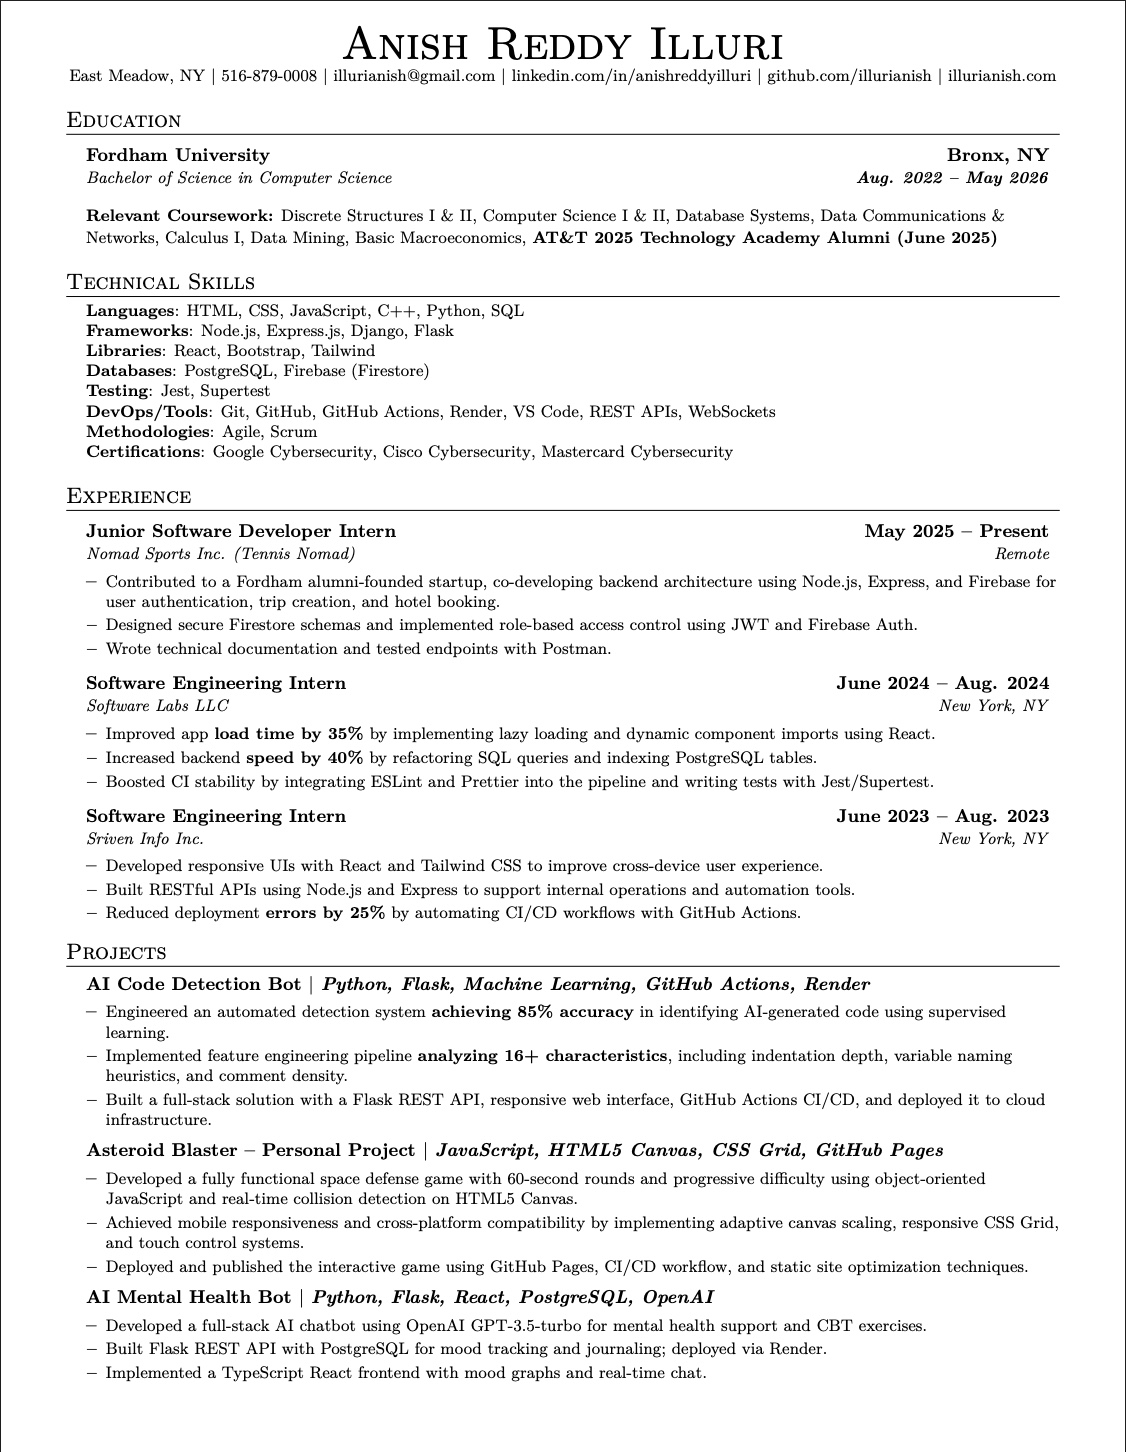 Anish Reddy Illuri
East Meadow, NY | 516-879-0008 | illurianish@gmail.com | linkedin.com/in/anishreddyilluri | github.com/illurianish | illurianish.com
Education
Fordham University Bronx, NY
Bachelor of Science in Computer Science Aug. 2022 – May 2026
Relevant Coursework: Discrete Structures I & II, Computer Science I & II, Database Systems, Data Communications &
Networks, Calculus I, Data Mining, Basic Macroeconomics, AT&T 2025 Technology Academy Alumni (June 2025)
Technical Skills
Languages: HTML, CSS, JavaScript, C++, Python, SQL
Frameworks: Node.js, Express.js, Django, Flask
Libraries: React, Bootstrap, Tailwind
Databases: PostgreSQL, Firebase (Firestore)
Testing: Jest, Supertest
DevOps/Tools: Git, GitHub, GitHub Actions, Render, VS Code, REST APIs, WebSockets
Methodologies: Agile, Scrum
Certifications: Google Cybersecurity, Cisco Cybersecurity, Mastercard Cybersecurity
Experience
Junior Software Developer Intern May 2025 – Present
Nomad Sports Inc. (Tennis Nomad) Remote
– Contributed to a Fordham alumni-founded startup, co-developing backend architecture using Node.js, Express, and Firebase for
user authentication, trip creation, and hotel booking.
– Designed secure Firestore schemas and implemented role-based access control using JWT and Firebase Auth.
– Wrote technical documentation and tested endpoints with Postman.
Software Engineering Intern June 2024 – Aug. 2024
Software Labs LLC New York, NY
– Improved app load time by 35% by implementing lazy loading and dynamic component imports using React.
– Increased backend speed by 40% by refactoring SQL queries and indexing PostgreSQL tables.
– Boosted CI stability by integrating ESLint and Prettier into the pipeline and writing tests with Jest/Supertest.
Software Engineering Intern June 2023 – Aug. 2023
Sriven Info Inc. New York, NY
– Developed responsive UIs with React and Tailwind CSS to improve cross-device user experience.
– Built RESTful APIs using Node.js and Express to support internal operations and automation tools.
– Reduced deployment errors by 25% by automating CI/CD workflows with GitHub Actions.
Projects
AI Code Detection Bot | Python, Flask, Machine Learning, GitHub Actions, Render
– Engineered an automated detection system achieving 85% accuracy in identifying AI-generated code using supervised
learning.
– Implemented feature engineering pipeline analyzing 16+ characteristics, including indentation depth, variable naming
heuristics, and comment density.
– Built a full-stack solution with a Flask REST API, responsive web interface, GitHub Actions CI/CD, and deployed it to cloud
infrastructure.
Asteroid Blaster – Personal Project | JavaScript, HTML5 Canvas, CSS Grid, GitHub Pages
– Developed a fully functional space defense game with 60-second rounds and progressive difficulty using object-oriented
JavaScript and real-time collision detection on HTML5 Canvas.
– Achieved mobile responsiveness and cross-platform compatibility by implementing adaptive canvas scaling, responsive CSS Grid,
and touch control systems.
– Deployed and published the interactive game using GitHub Pages, CI/CD workflow, and static site optimization techniques.
AI Mental Health Bot | Python, Flask, React, PostgreSQL, OpenAI
– Developed a full-stack AI chatbot using OpenAI GPT-3.5-turbo for mental health support and CBT exercises.
– Built Flask REST API with PostgreSQL for mood tracking and journaling; deployed via Render.
– Implemented a TypeScript React frontend with mood graphs and real-time chat.